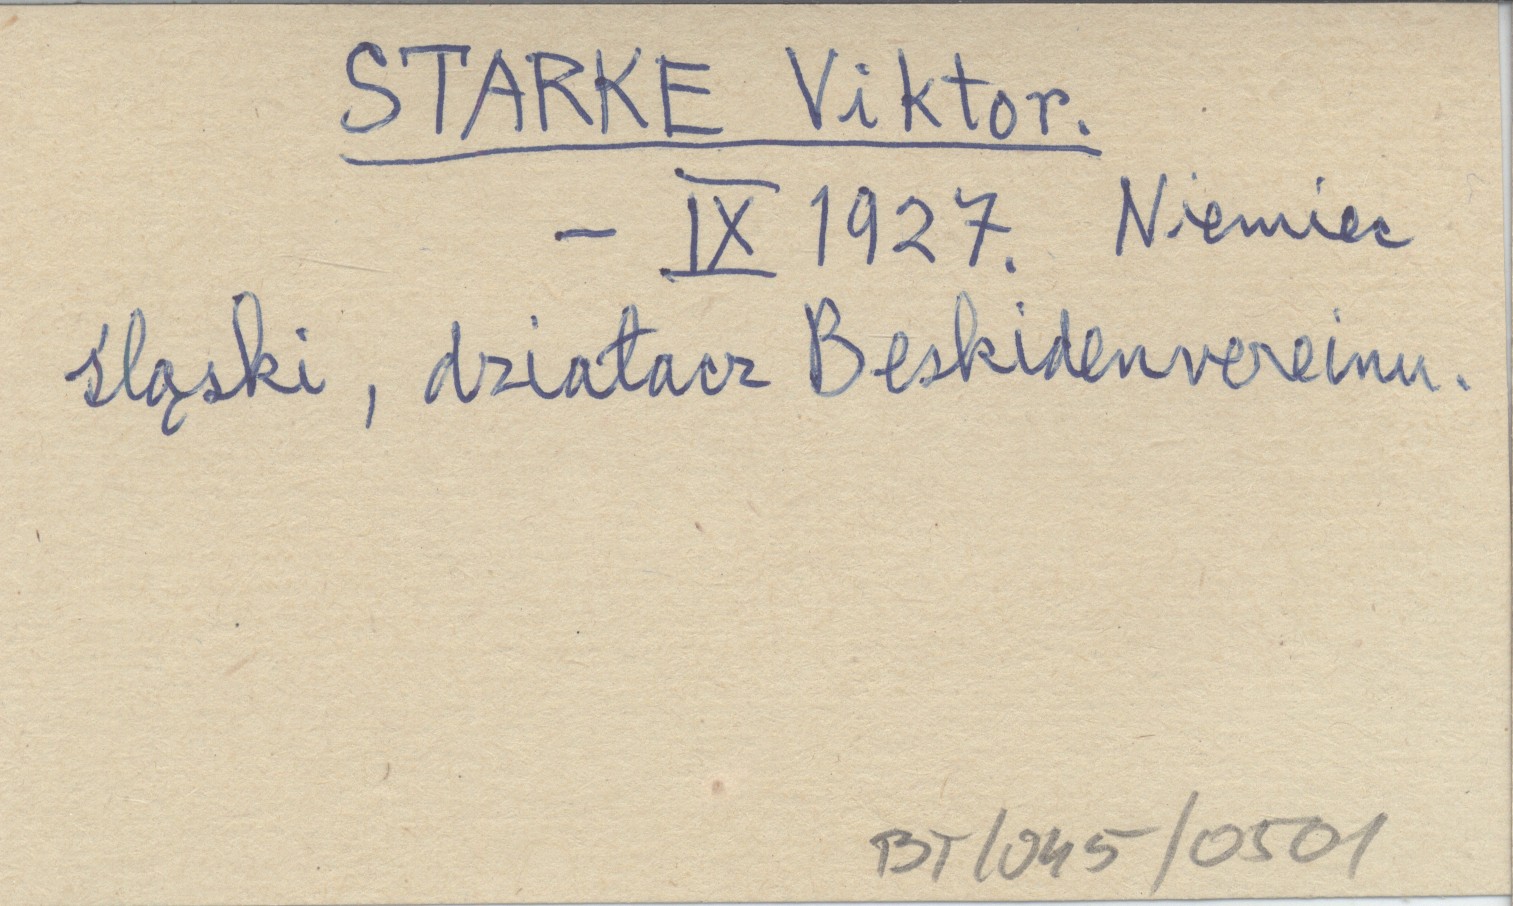 STARKE Viktor.
– IX 1927. Niemiec
śląski, działacz Beskidenvereinu.
BT/045/0501